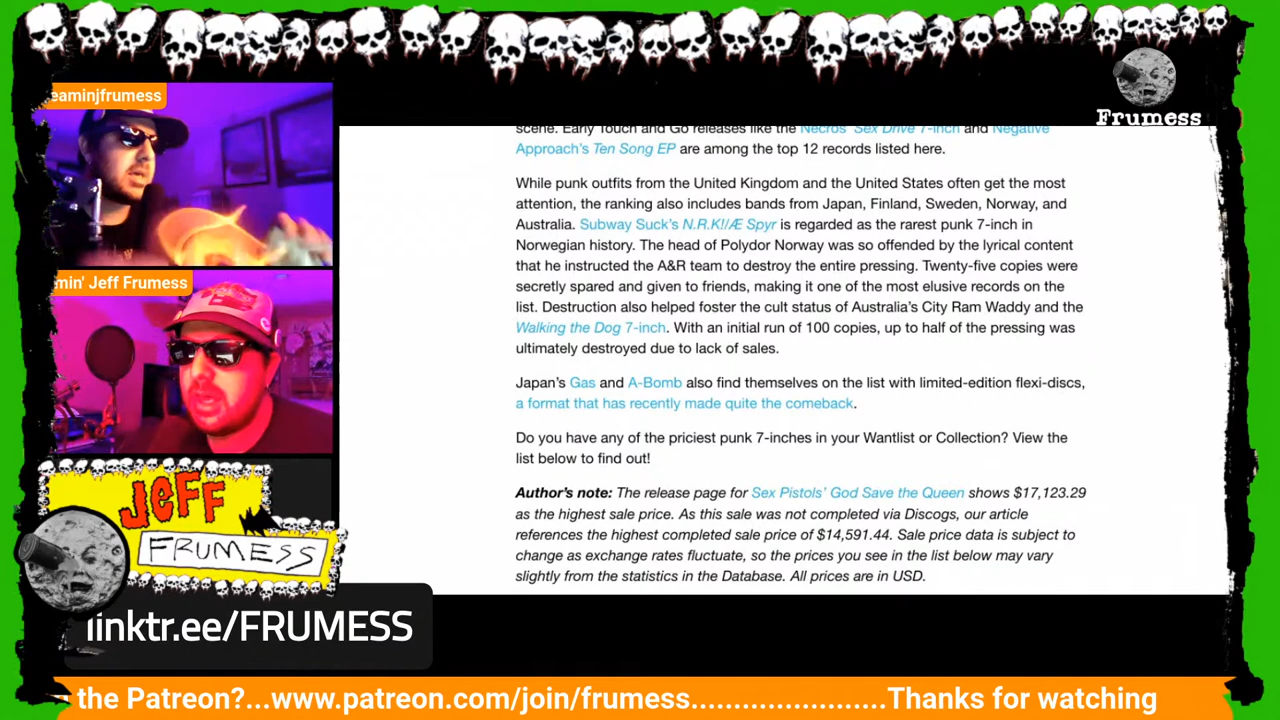 eaminjfrumess
min' Jeff Frumess
JEFF
FRUMESS
linktr.ee/FRUMESS
Frumess
scene. Early Touch and Go releases like the Necros' Sex Drive 7-inch and Negative
Approach's Ten Song EP are among the top 12 records listed here.
While punk outfits from the United Kingdom and the United States often get the most
attention, the ranking also includes bands from Japan, Finland, Sweden, Norway, and
Australia. Subway Suck's N.R.K!/Æ Spyr is regarded as the rarest punk 7-inch in
Norwegian history. The head of Polydor Norway was so offended by the lyrical content
that he instructed the A&R team to destroy the entire pressing. Twenty-five copies were
secretly spared and given to friends, making it one of the most elusive records on the
list. Destruction also helped foster the cult status of Australia's City Ram Waddy and the
Walking the Dog 7-inch. With an initial run of 100 copies, up to half of the pressing was
ultimately destroyed due to lack of sales.
Japan's Gas and A-Bomb also find themselves on the list with limited-edition flexi-discs,
a format that has recently made quite the comeback.
Do you have any of the priciest punk 7-inches in your Wantlist or Collection? View the
list below to find out!
Author's note: The release page for Sex Pistols' God Save the Queen shows $17,123.29
as the highest sale price. As this sale was not completed via Discogs, our article
references the highest completed sale price of $14,591.44. Sale price data is subject to
change as exchange rates fluctuate, so the prices you see in the list below may vary
slightly from the statistics in the Database. All prices are in USD.
the Patreon?...www.patreon.com/join/frumess.......................Thanks for watching